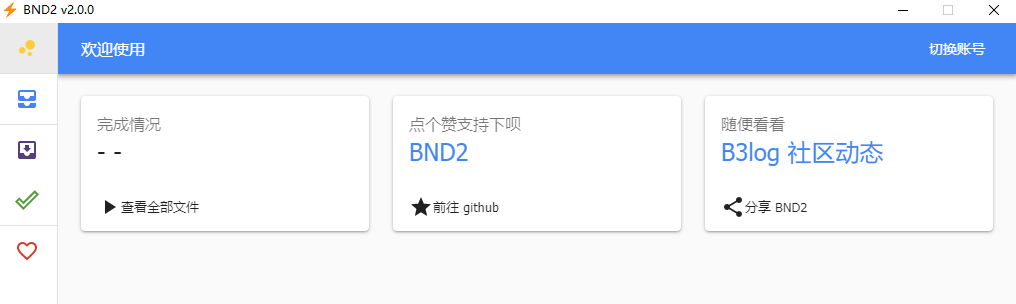 BND2 v2.0.0
欢迎使用
切换账号
完成情况
- -
查看全部文件
点个赞支持下呗
BND2
前往 github
随便看看
B3log 社区动态
分享 BND2